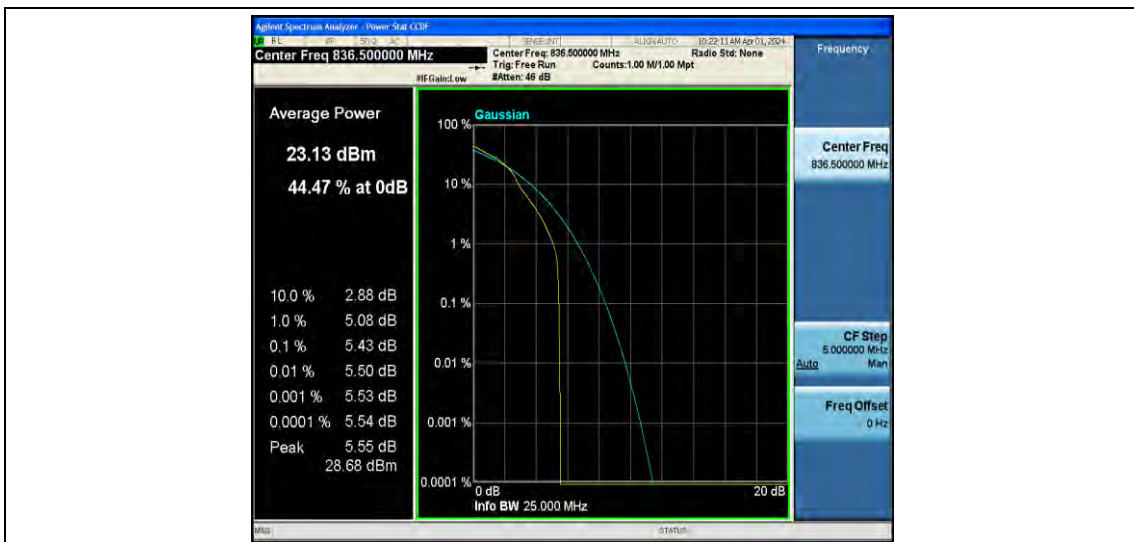 Agilent Spectrum Analyzer - Power Stat CCDF
RL RF 50 Ω AC SENSE:INT ALIGN AUTO 10:22:11 AM Apr 01, 2024
Center Freq 836.500000 MHz
Center Freq: 836.500000 MHz Radio Std: None
Trig: Free Run Counts:1.00 M/1.00 Mpt
#IFGain:Low #Atten: 46 dB
Frequency
Average Power
23.13 dBm
44.47 % at 0dB
10.0 % 2.88 dB
1.0 % 5.08 dB
0.1 % 5.43 dB
0.01 % 5.50 dB
0.001 % 5.53 dB
0.0001 % 5.54 dB
Peak 5.55 dB
28.68 dBm
Gaussian
100 %
10 %
1 %
0.1 %
0.01 %
0.001 %
0.0001 %
0 dB 20 dB
Info BW 25.000 MHz
Center Freq
836.500000 MHz
CF Step
5.000000 MHz
Auto Man
Freq Offset
0 Hz
MSG STATUS